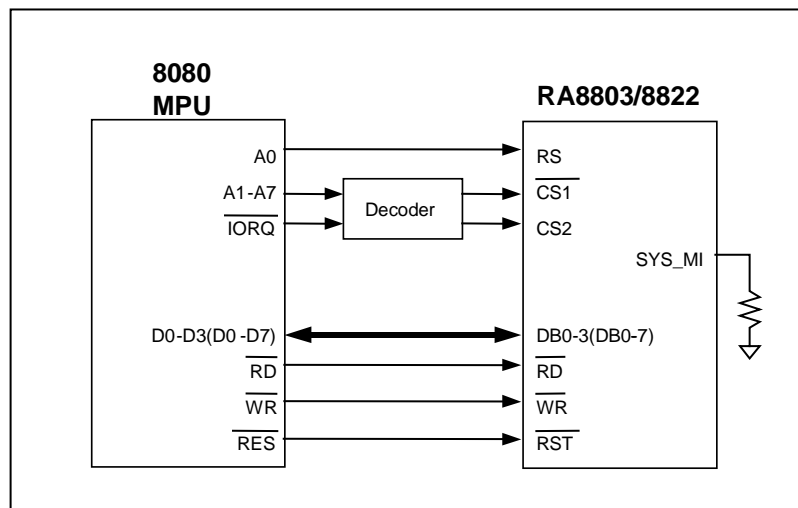 8080
MPU
RA8803/8822
A0
RS
A1-A7
Decoder
CS1
IORQ
CS2
SYS_MI
D0-D3(D0-D7)
DB0-3(DB0-7)
RD
RD
WR
WR
RES
RST